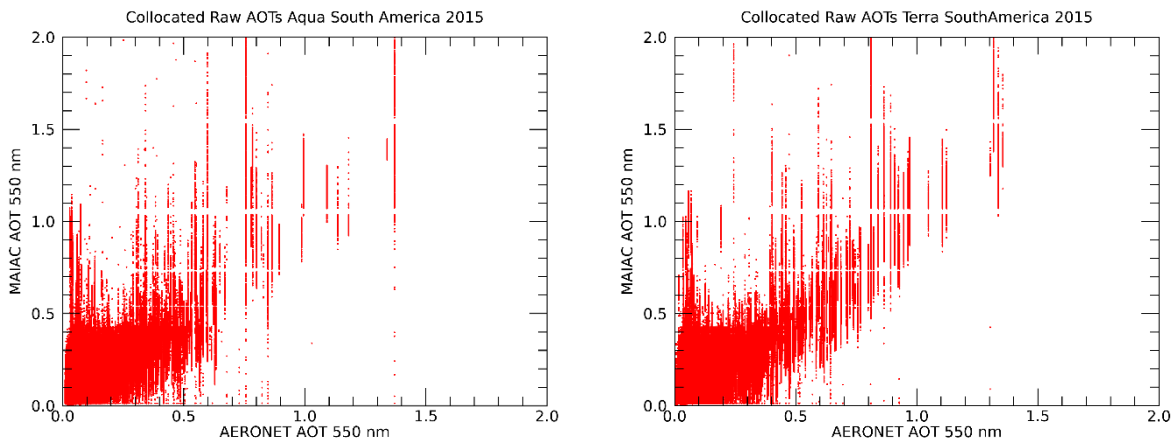 Collocated Raw AOTs Aqua South America 2015
2.0
1.5
1.0
0.5
0.0
MAIAC AOT 550 nm
0.0 0.5 1.0 1.5 2.0
AERONET AOT 550 nm
Collocated Raw AOTs Terra SouthAmerica 2015
2.0
1.5
1.0
0.5
0.0
MAIAC AOT 550 nm
0.0 0.5 1.0 1.5 2.0
AERONET AOT 550 nm